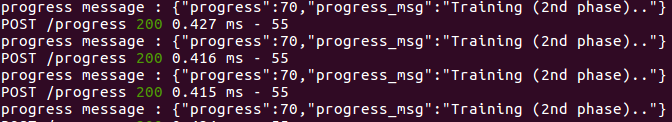 progress message : {"progress":70,"progress_msg":"Training (2nd phase).."}
POST /progress 200 0.427 ms - 55
progress message : {"progress":70,"progress_msg":"Training (2nd phase).."}
POST /progress 200 0.416 ms - 55
progress message : {"progress":70,"progress_msg":"Training (2nd phase).."}
POST /progress 200 0.415 ms - 55
progress message : {"progress":70,"progress_msg":"Training (2nd phase).."}